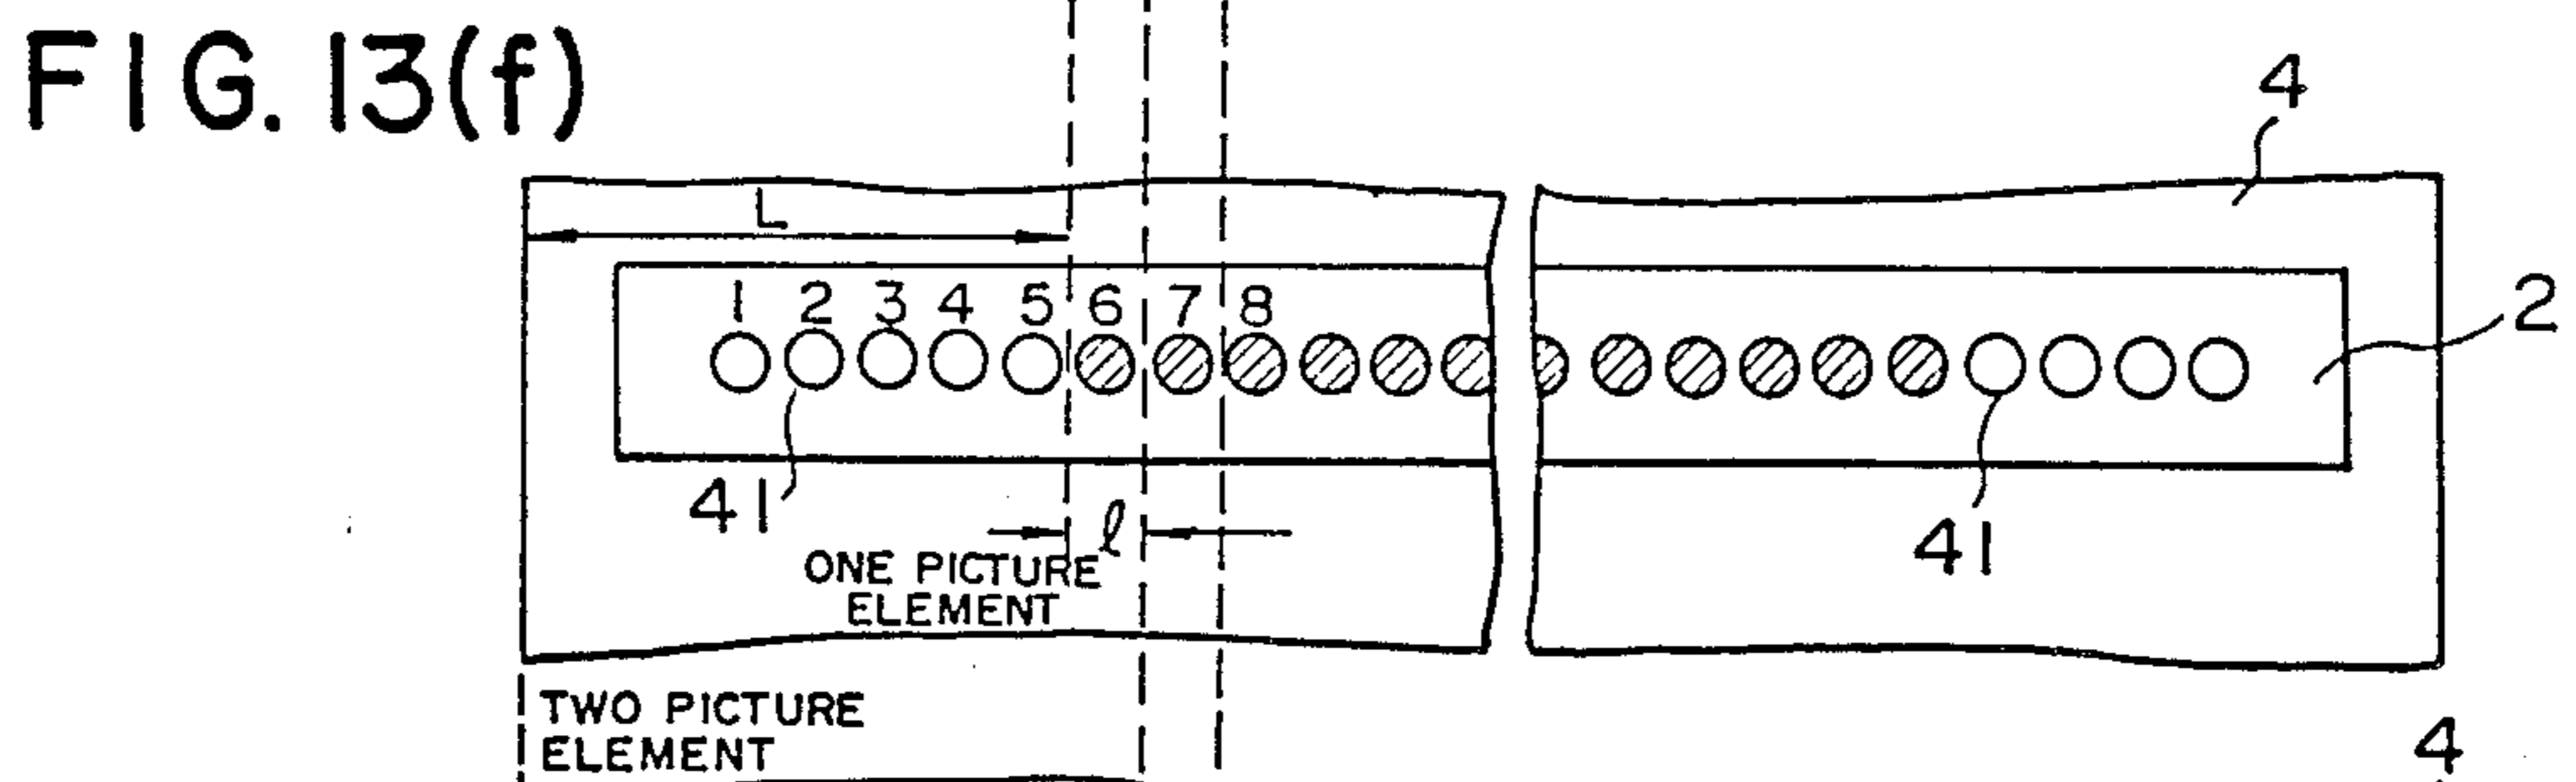 FIG. 13(f)
4
L
1 2 3 4 5 6 7 8
2
41
41
ℓ
ONE PICTURE
ELEMENT
TWO PICTURE
ELEMENT
4